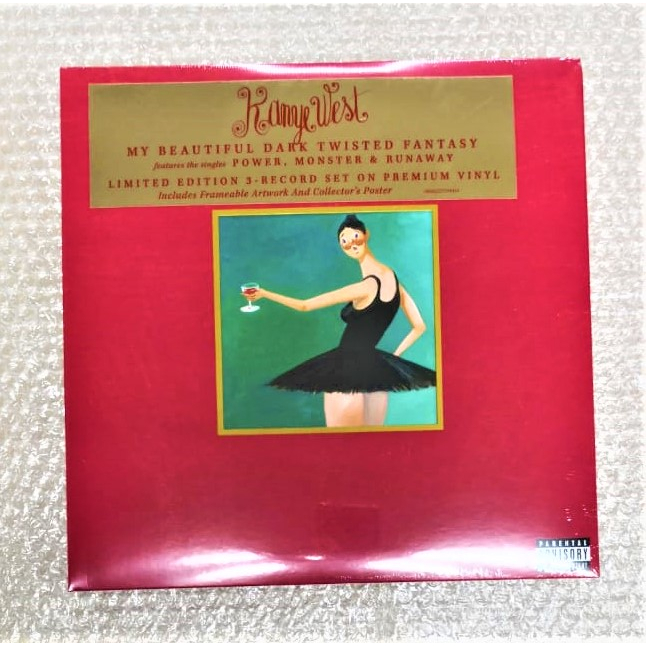 Kanye West
MY BEAUTIFUL DARK TWISTED FANTASY
features the singles POWER, MONSTER & RUNAWAY
LIMITED EDITION 3-RECORD SET ON PREMIUM VINYL
Includes Frameable Artwork And Collector's Poster
PARENTAL
ADVISORY